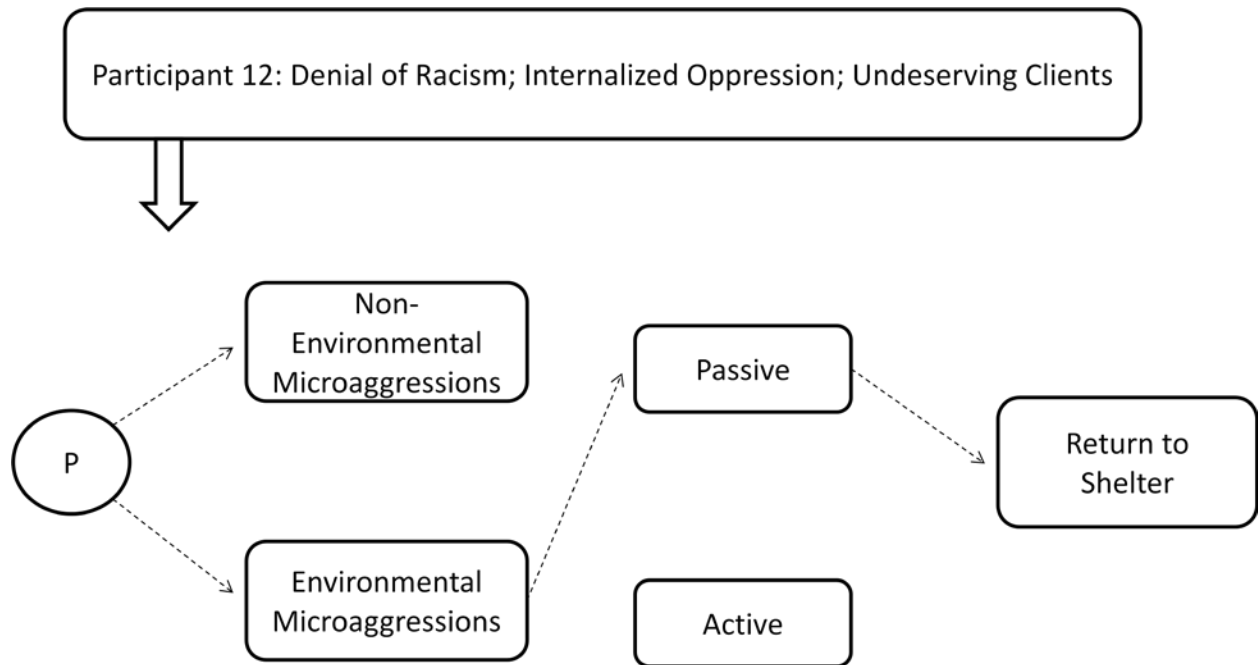 Participant 12: Denial of Racism; Internalized Oppression; Undeserving Clients
Non-
Environmental
Microaggressions
Passive
Return to
Shelter
P
Environmental
Microaggressions
Active